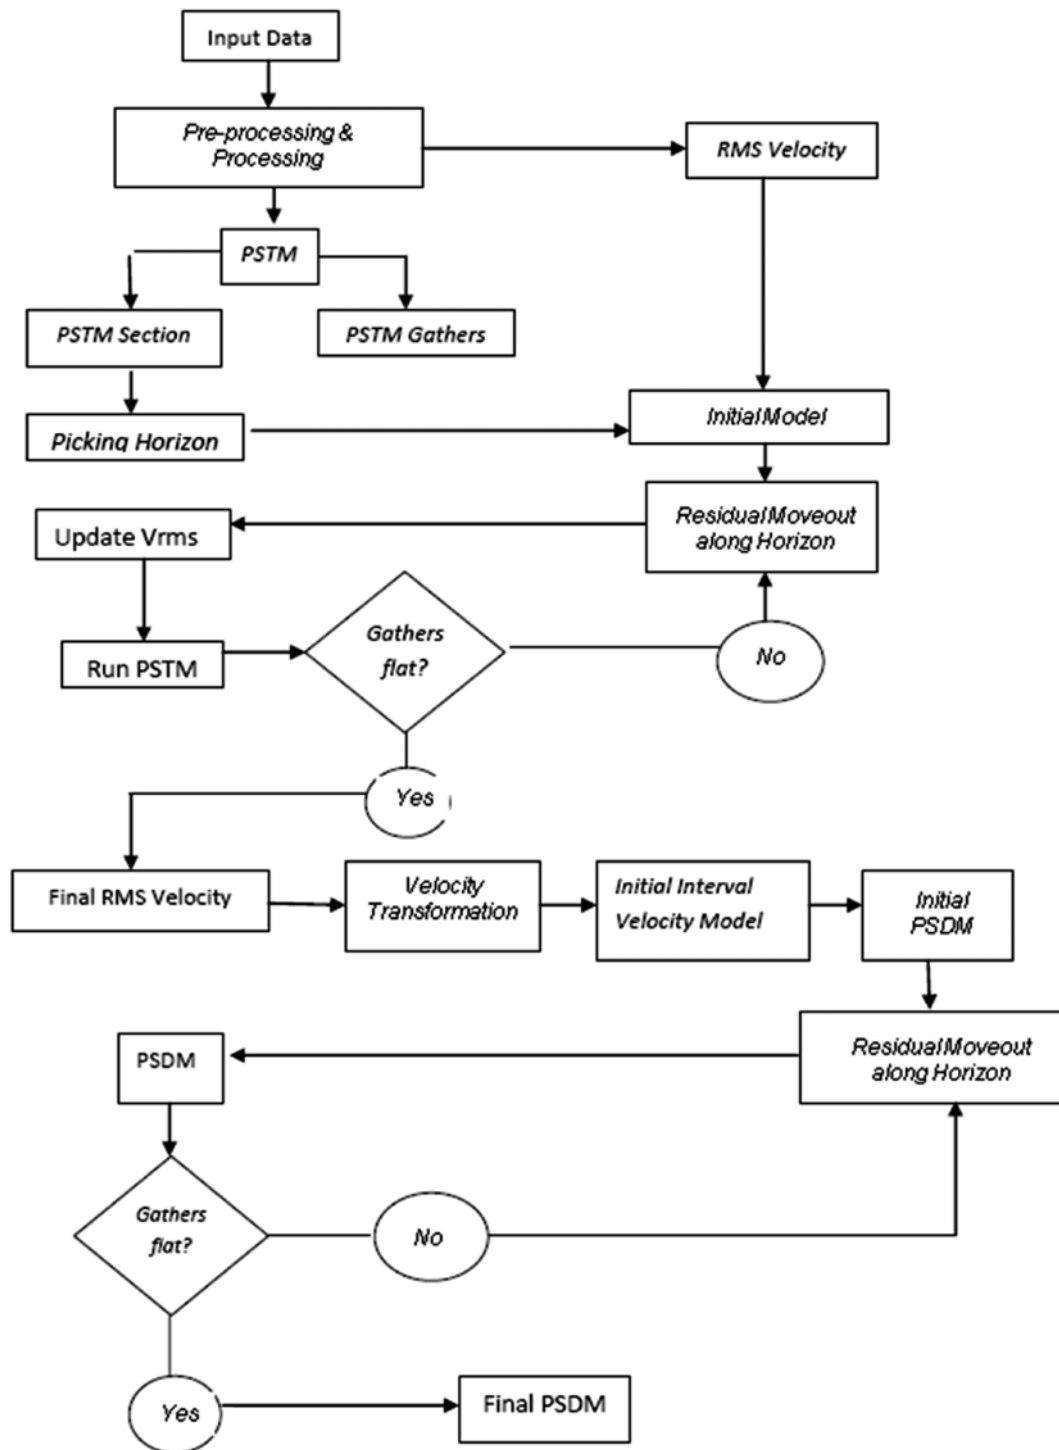 Input Data
Pre-processing &
Processing
RMS Velocity
PSTM
PSTM Section
PSTM Gathers
Picking Horizon
Initial Model
Residual Moveout
along Horizon
Update Vrms
Gathers
flat?
No
Run PSTM
Yes
Final RMS Velocity
Velocity
Transformation
Initial Interval
Velocity Model
Initial
PSDM
Residual Moveout
along Horizon
PSDM
Gathers
flat?
No
Yes
Final PSDM